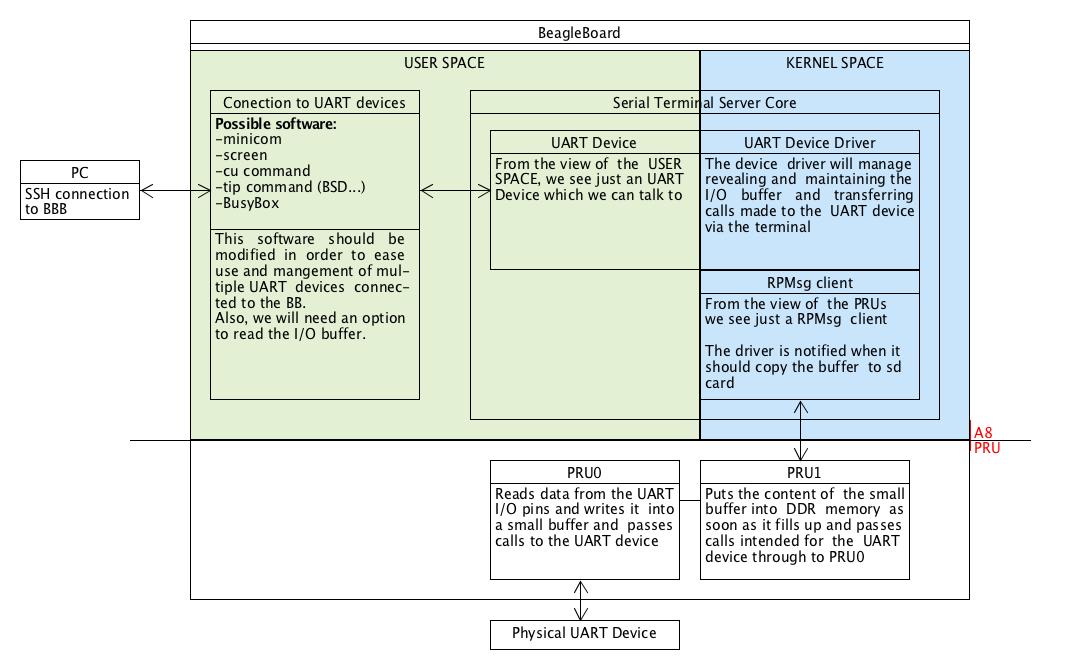 BeagleBoard
USER SPACE
KERNEL SPACE
PC
SSH connection
to BBB
Conection to UART devices
Possible software:
-minicom
-screen
-cu command
-tip command (BSD...)
-BusyBox
This software should be
modified in order to ease
use and mangement of mul-
tiple UART devices connec-
ted to the BB.
Also, we will need an option
to read the I/O buffer.
Serial Terminal Server Core
UART Device
From the view of the USER
SPACE, we see just an UART
Device which we can talk to
UART Device Driver
The device driver will manage
revealing and maintaining the
I/O buffer and transferring
calls made to the UART device
via the terminal
RPMsg client
From the view of the PRUs
we see just a RPMsg client
The driver is notified when it
should copy the buffer to sd
card
A8
PRU
PRU0
Reads data from the UART
I/O pins and writes it into
a small buffer and passes
calls to the UART device
PRU1
Puts the content of the small
buffer into DDR memory as
soon as it fills up and passes
calls intended for the UART
device through to PRU0
Physical UART Device